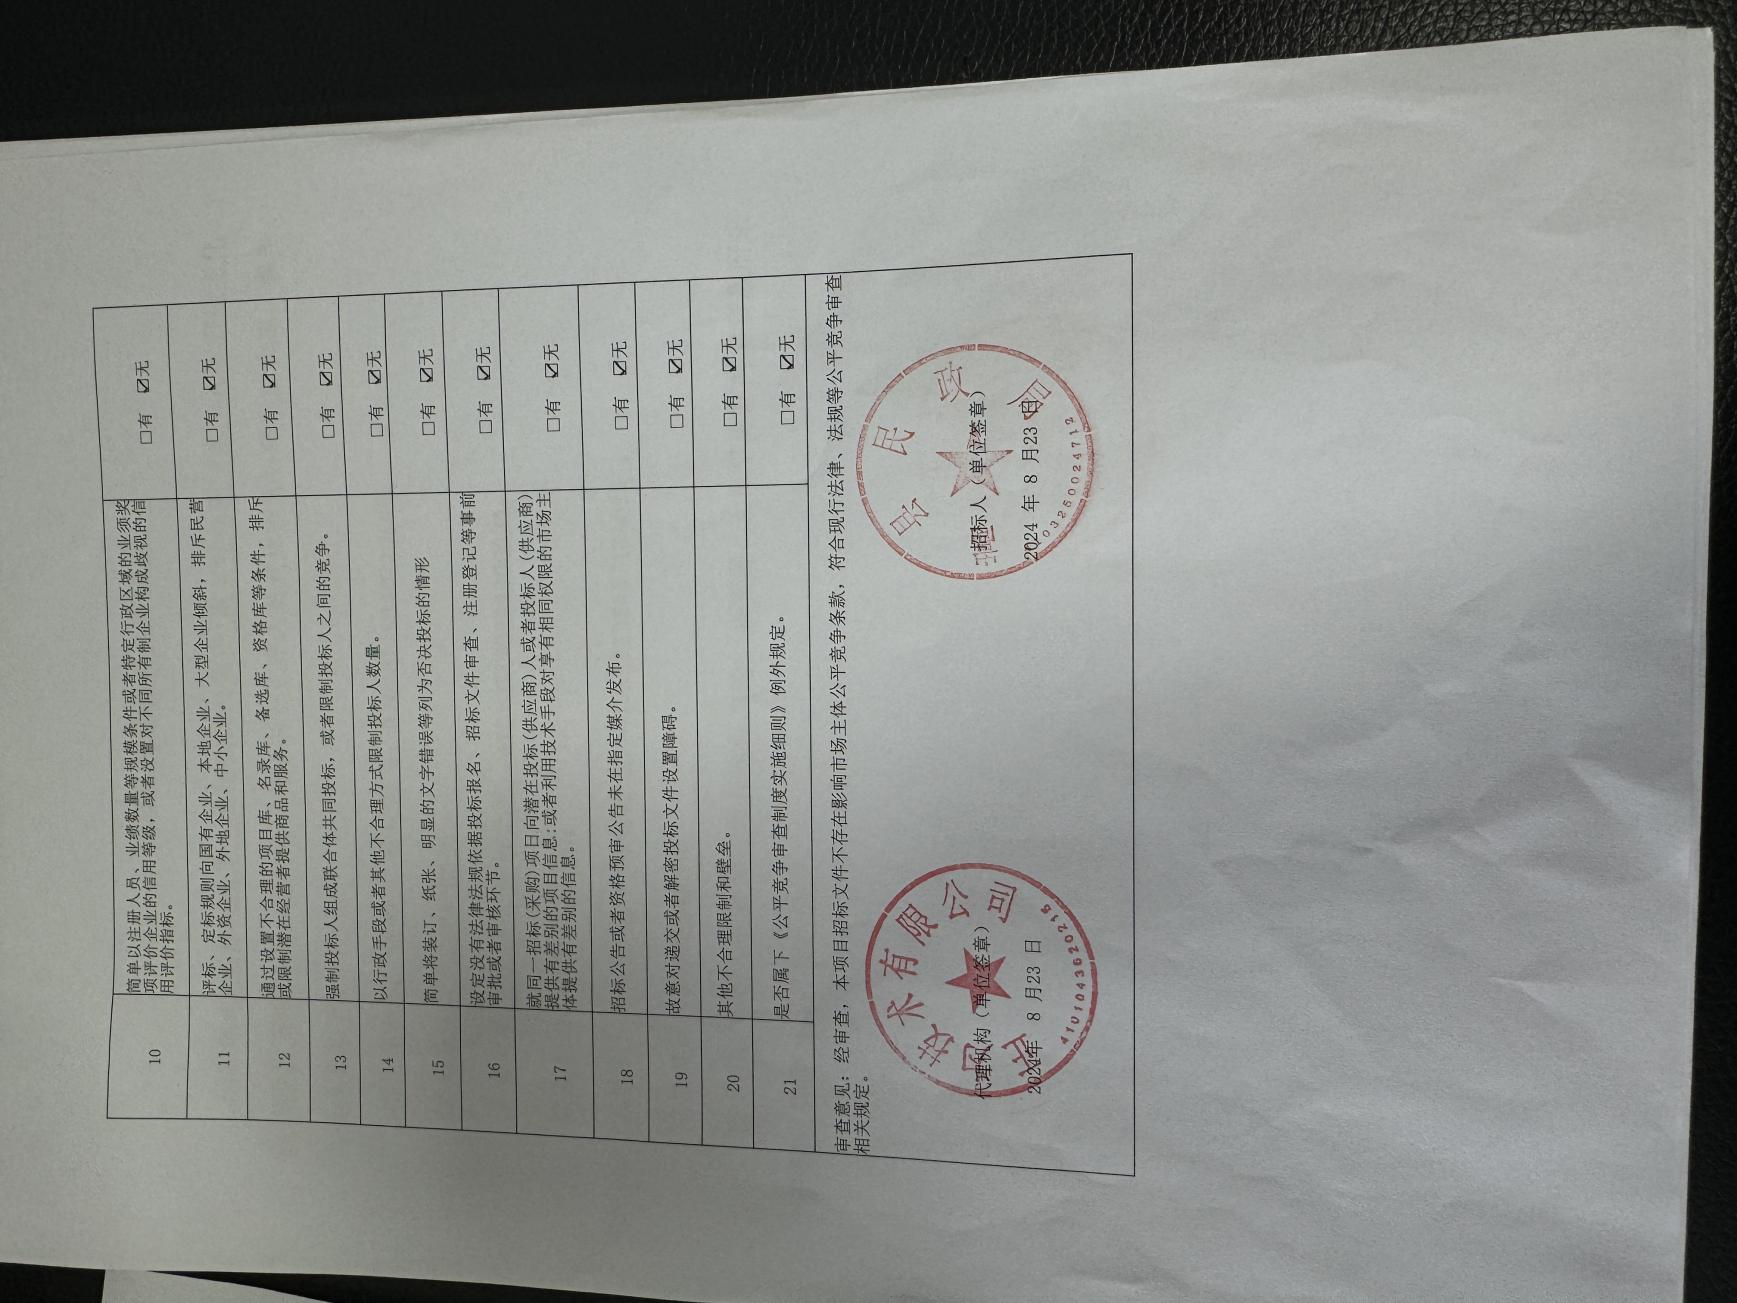 10 简单以注册人员、业绩数量等规模条件或者特定行政区域的业须奖 □有 ☑无
项评价企业的信用等级，或者没置对不同所有制企业构成歧视的信
用评价指标。
11 评标、定标规则向国有企业、本地企业、大型企业倾斜，排斥民营 □有 ☑无
企业、外资企业、外地企业、中小企业。
12 通过设置不合理的项目库、名录库、备选库、资格库等条件，排斥 □有 ☑无
或限制潜在经营者提供商品和服务。
13 强制投标人组成联合体共同投标，或者限制投标人之间的竞争。 □有 ☑无
14 以行政手段或者其他不合理方式限制投标人数量。 □有 ☑无
15 简单将装订、纸张、明显的文字错误等列为否决投标的情形 □有 ☑无
16 设定没有法律法规依据投标报名、招标文件审查、注册登记等事前 □有 ☑无
审批或者审核环节。
17 就同一招标(采购)项日向潜在投标(供应商)人或者投标人(供应商) □有 ☑无
提供有差别的项目信息;或者利用技术手段对享有相同权限的市场主
体提供有差别的信息。
18 招标公告或者资格预审公告未在指定媒介发布。 □有 ☑无
19 故意对递交或者解密投标文件设置障碍。 □有 ☑无
20 其他不合理限制和壁垒。 □有 ☑无
21 是否属下《公平竞争审查制度实施细则》例外规定。 □有 ☑无
审查意见：经审查，本项目招标文件不存在影响市场主体公平竞争条款，符合现行法律、法规等公平竞争审查
相关规定。
技术有限公司
4101043620216
县民政局
03250024712
代理机构（单位签章） 招标人（单位签章）
2024年 8 月23 日 2024 年 8 月23 日